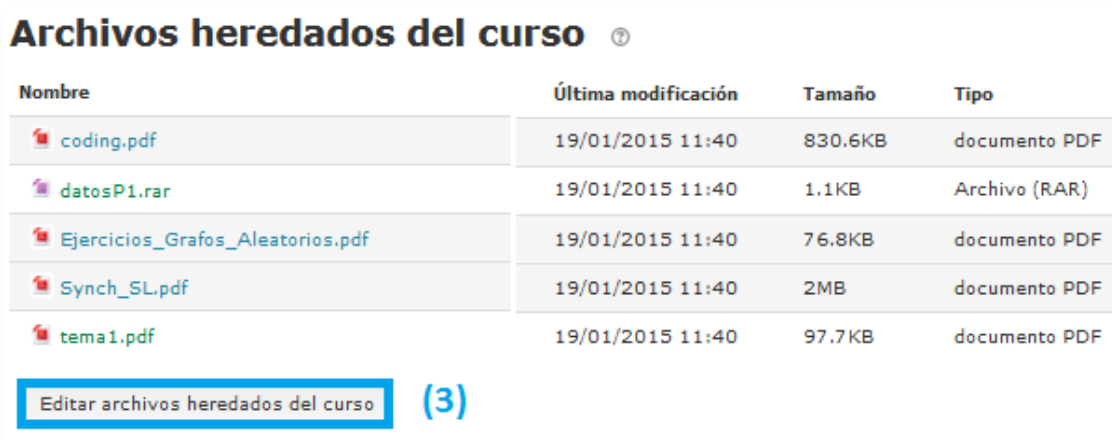 Archivos heredados del curso ?
Nombre Última modificación Tamaño Tipo
coding.pdf 19/01/2015 11:40 830.6KB documento PDF
datosP1.rar 19/01/2015 11:40 1.1KB Archivo (RAR)
Ejercicios_Grafos_Aleatorios.pdf 19/01/2015 11:40 76.8KB documento PDF
Synch_SL.pdf 19/01/2015 11:40 2MB documento PDF
tema1.pdf 19/01/2015 11:40 97.7KB documento PDF
Editar archivos heredados del curso (3)